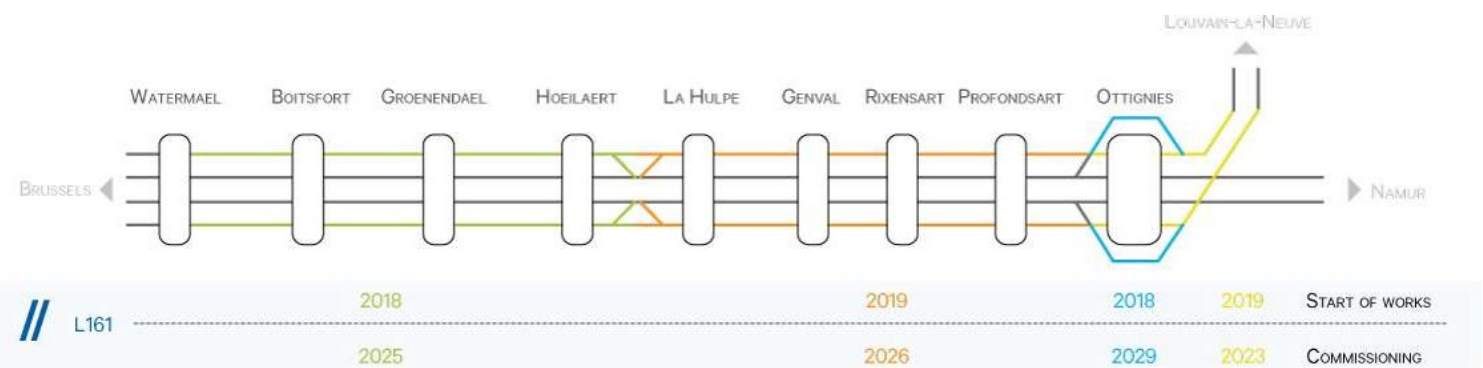 LOUVAIN-LA-NEUVE
WATERMAEL BOITSFORT GROENENDAEL HOEILAERT LA HULPE GENVAL RIXENSART PROFONDSART OTTIGNIES
BRUSSELS
NAMUR
2018 2019 2018 2019 START OF WORKS
L161
2025 2026 2029 2023 COMMISSIONING